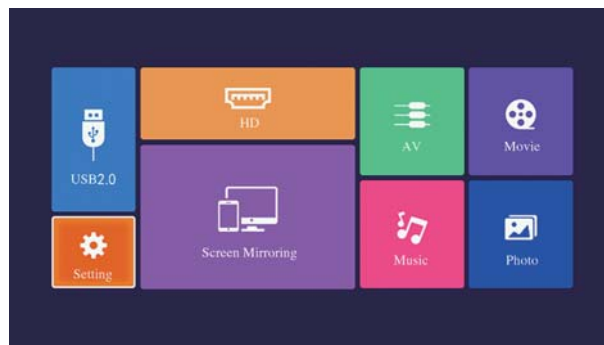 USB2.0
HD
AV
Movie
Setting
Screen Mirroring
Music
Photo